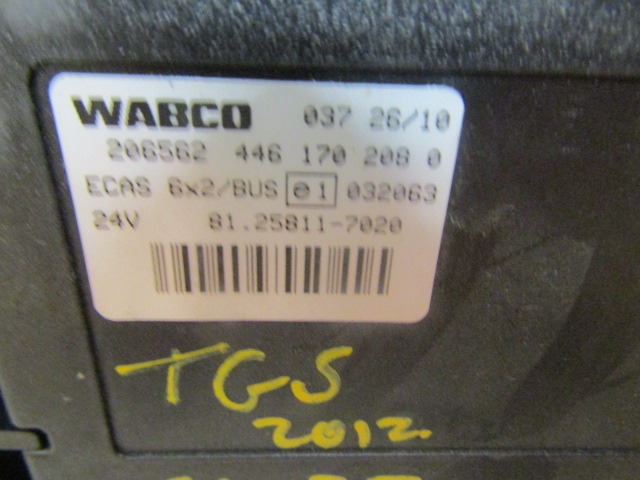 WABCO 037 26/10
206562 446 170 208 0
ECAS 6x2/BUS e1 032063
24V 81.25811-7020
TGS
2012.